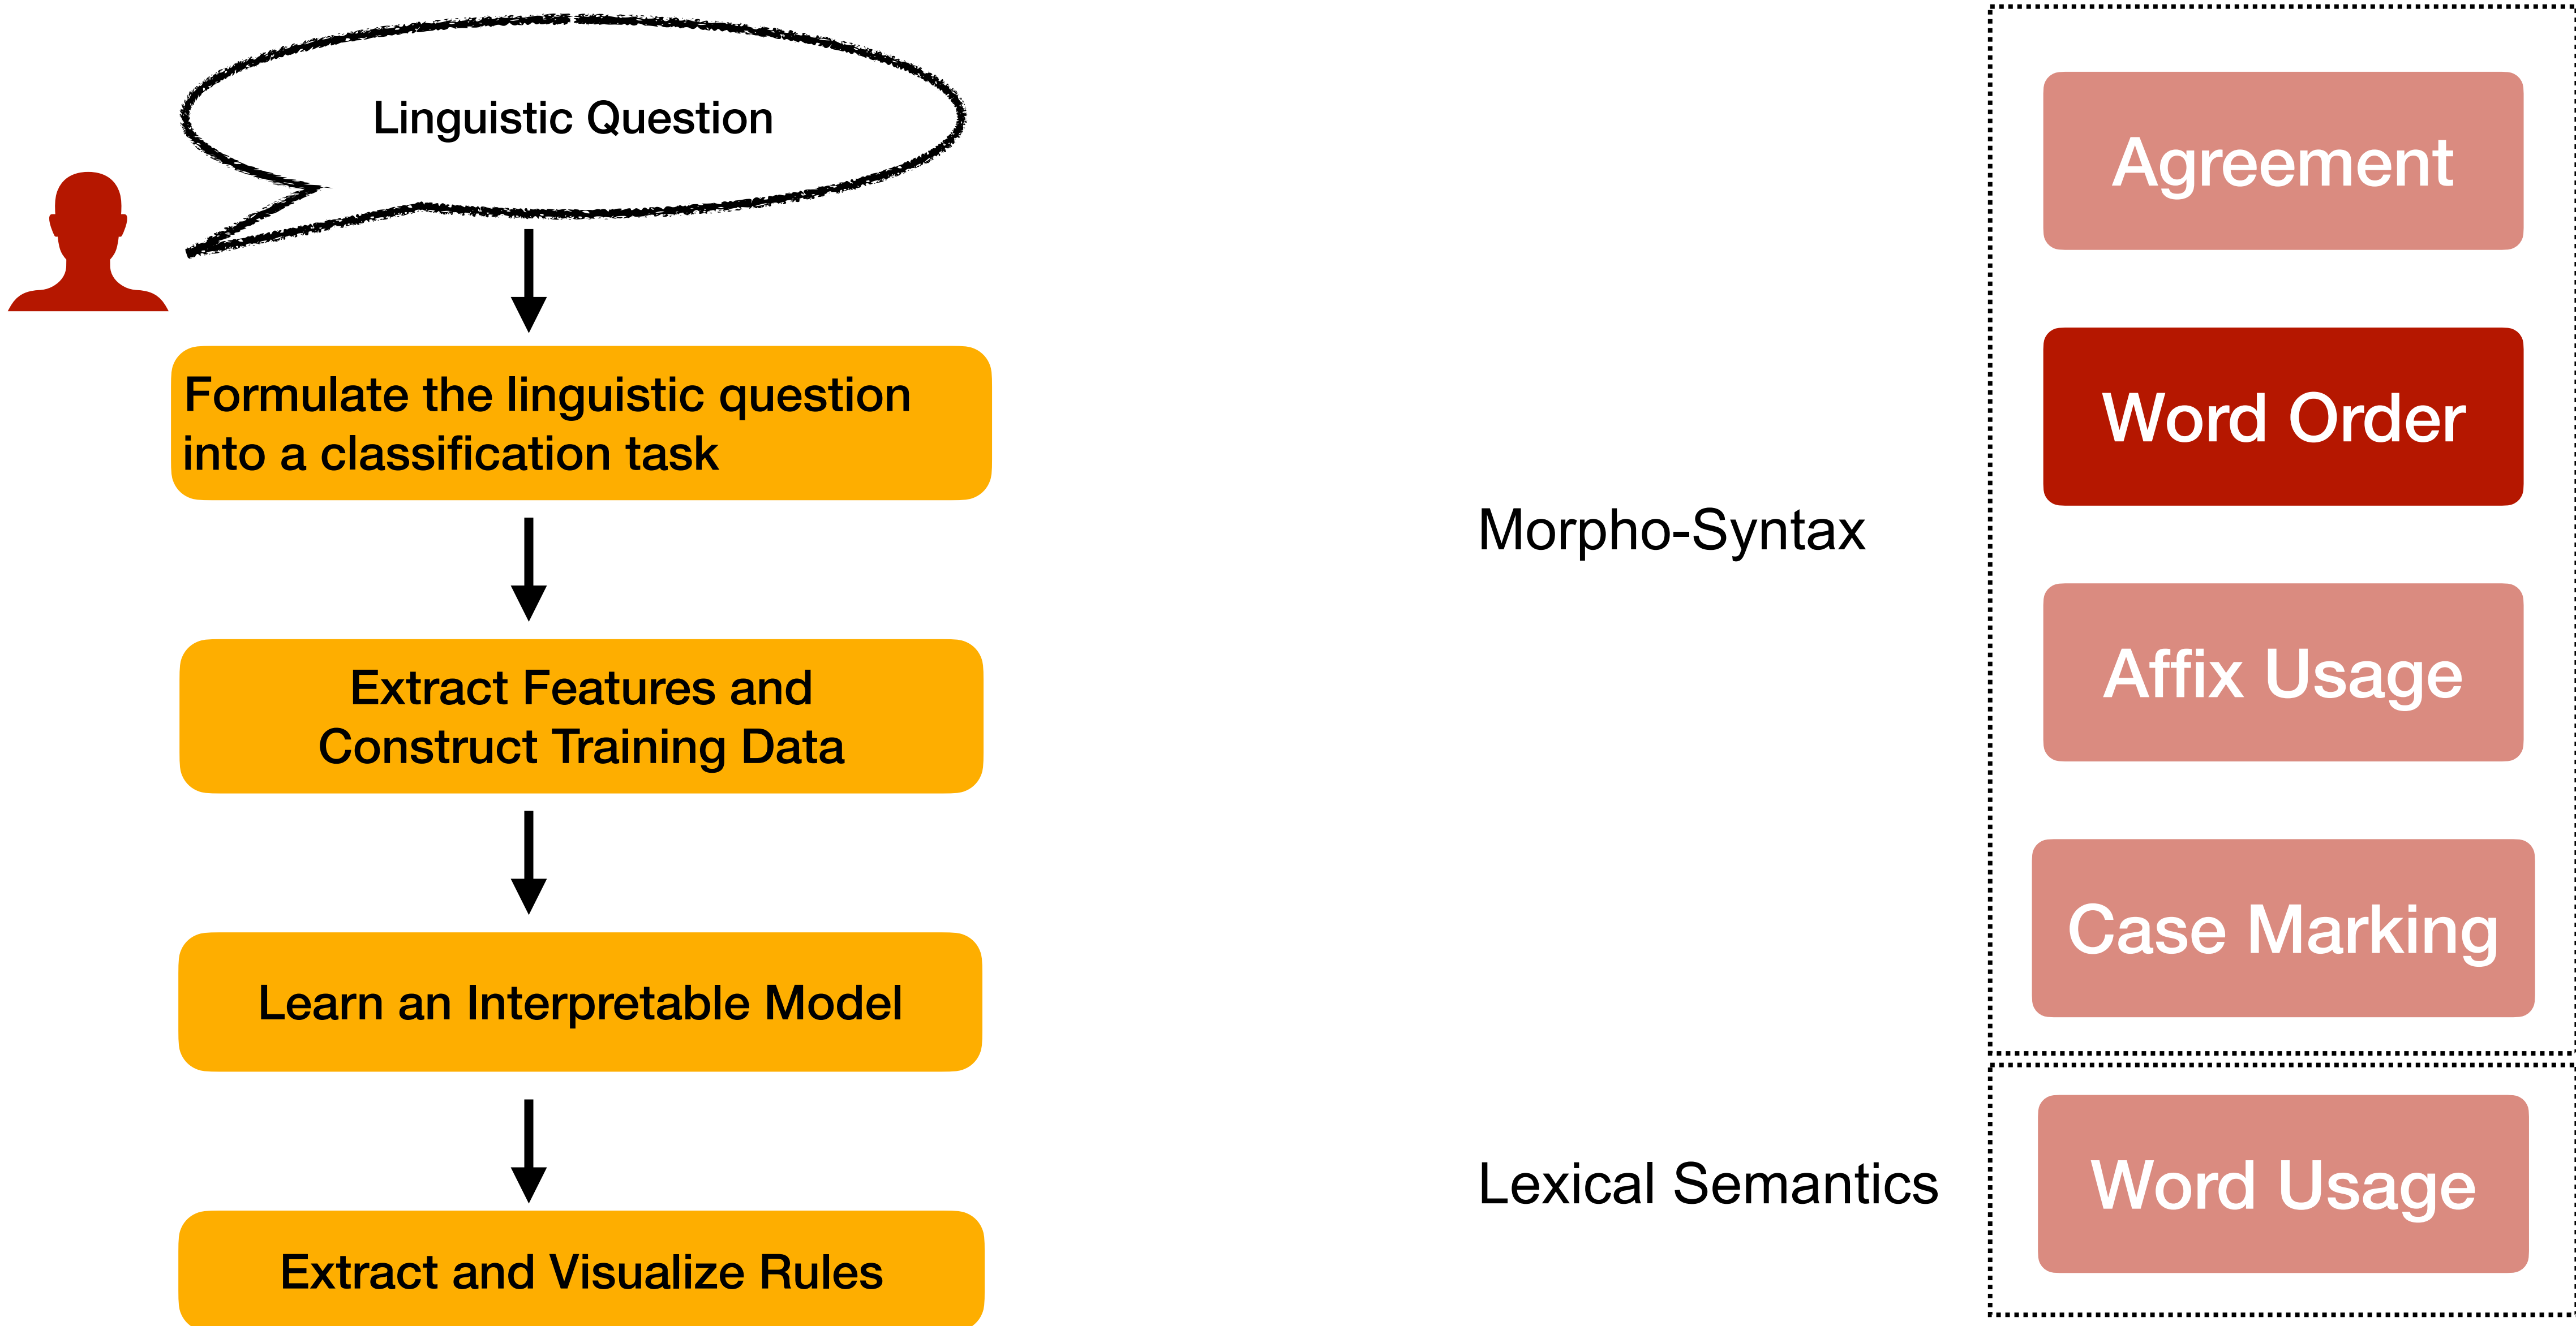 Linguistic Question
Formulate the linguistic question
into a classification task
Extract Features and
Construct Training Data
Learn an Interpretable Model
Extract and Visualize Rules
Morpho-Syntax
Agreement
Word Order
Affix Usage
Case Marking
Lexical Semantics
Word Usage